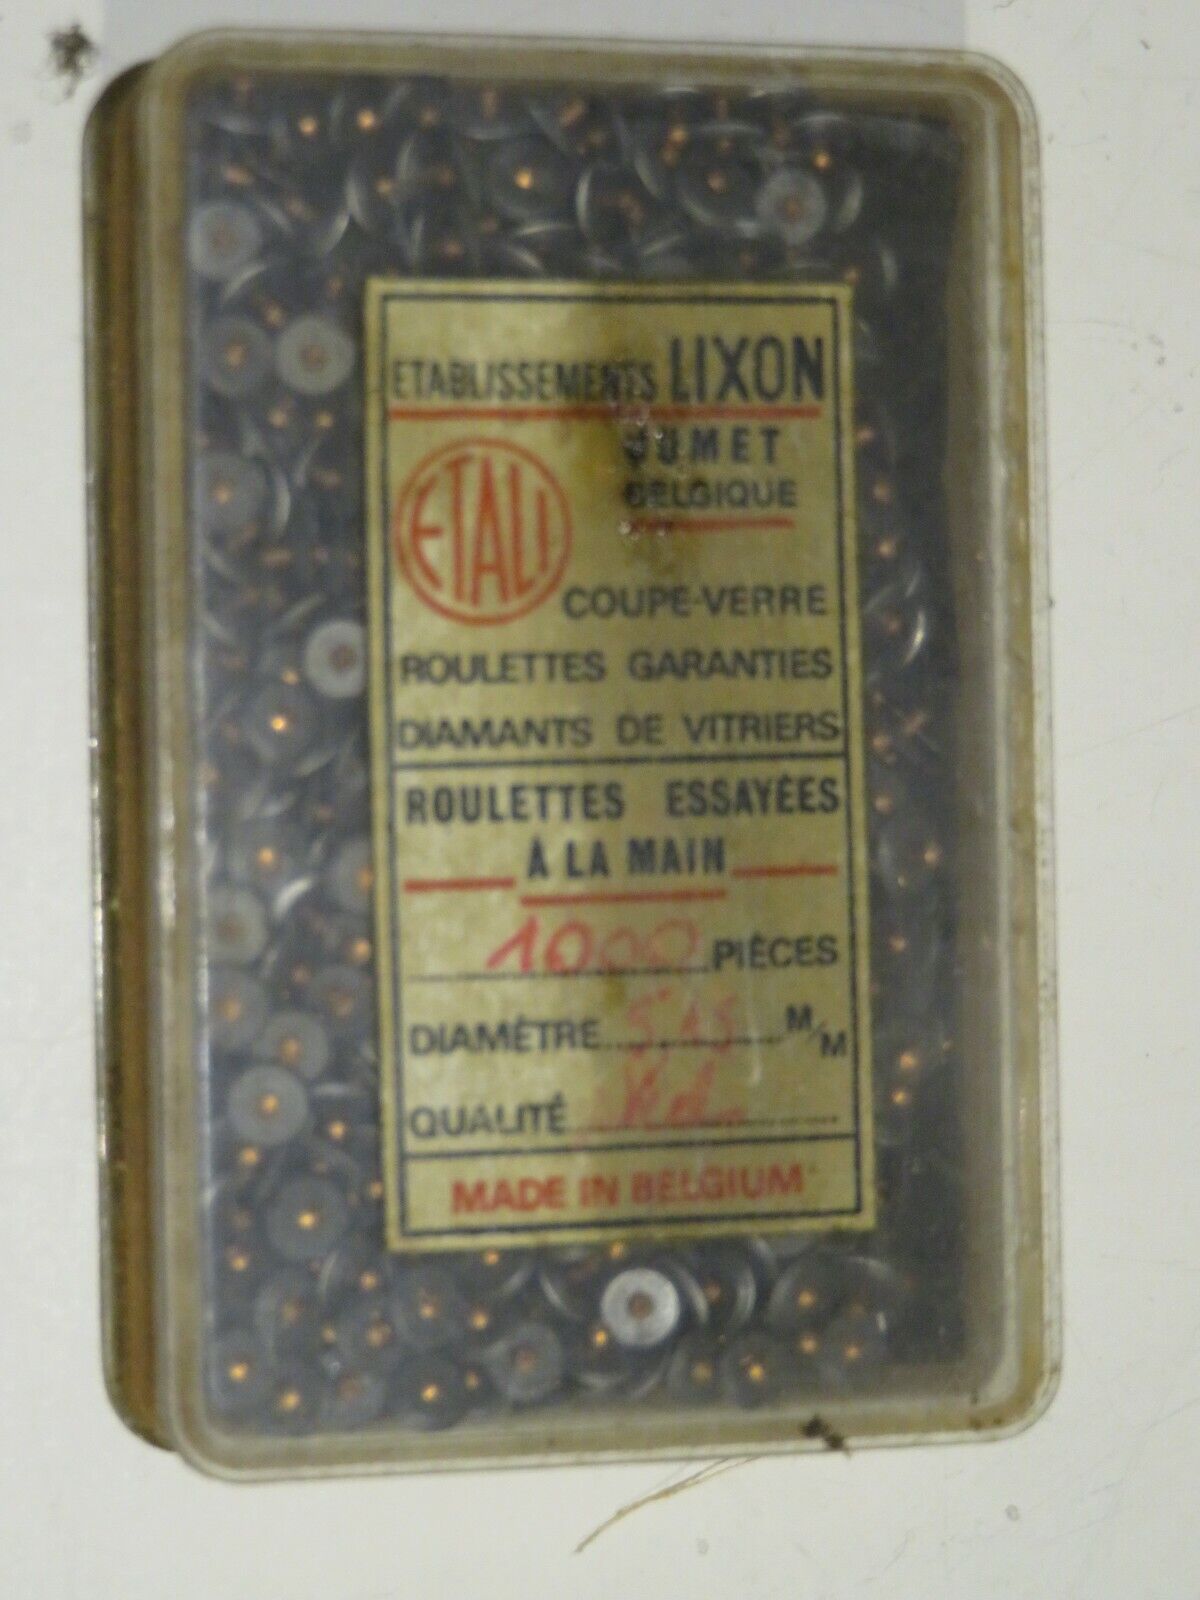 ETABLISSEMENTS LIXON
JUMET
BELGIQUE
ETALI
COUPE-VERRE
ROULETTES GARANTIES
DIAMANTS DE VITRIERS
ROULETTES ESSAYÉES
À LA MAIN
1000 PIÈCES
DIAMÈTRE M/M
QUALITÉ
MADE IN BELGIUM